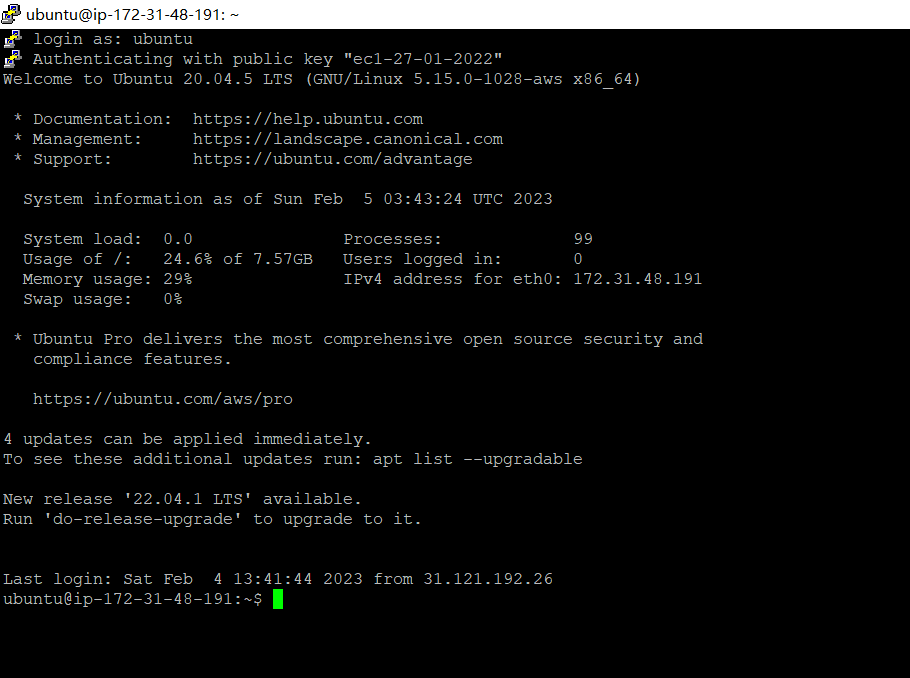 ubuntu@ip-172-31-48-191: ~
login as: ubuntu
Authenticating with public key "ec1-27-01-2022"
Welcome to Ubuntu 20.04.5 LTS (GNU/Linux 5.15.0-1028-aws x86_64)
* Documentation:  https://help.ubuntu.com
* Management:     https://landscape.canonical.com
* Support:        https://ubuntu.com/advantage
System information as of Sun Feb  5 03:43:24 UTC 2023
System load:  0.0               Processes:             99
Usage of /:   24.6% of 7.57GB   Users logged in:       0
Memory usage: 29%               IPv4 address for eth0: 172.31.48.191
Swap usage:   0%
* Ubuntu Pro delivers the most comprehensive open source security and
compliance features.
https://ubuntu.com/aws/pro
4 updates can be applied immediately.
To see these additional updates run: apt list --upgradable
New release '22.04.1 LTS' available.
Run 'do-release-upgrade' to upgrade to it.
Last login: Sat Feb  4 13:41:44 2023 from 31.121.192.26
ubuntu@ip-172-31-48-191:~$